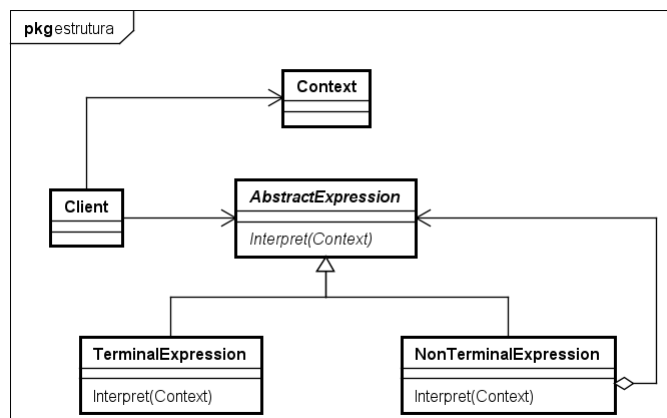 pkg estrutura
Context
Client
AbstractExpression
Interpret(Context)
TerminalExpression
NonTerminalExpression
Interpret(Context)
Interpret(Context)